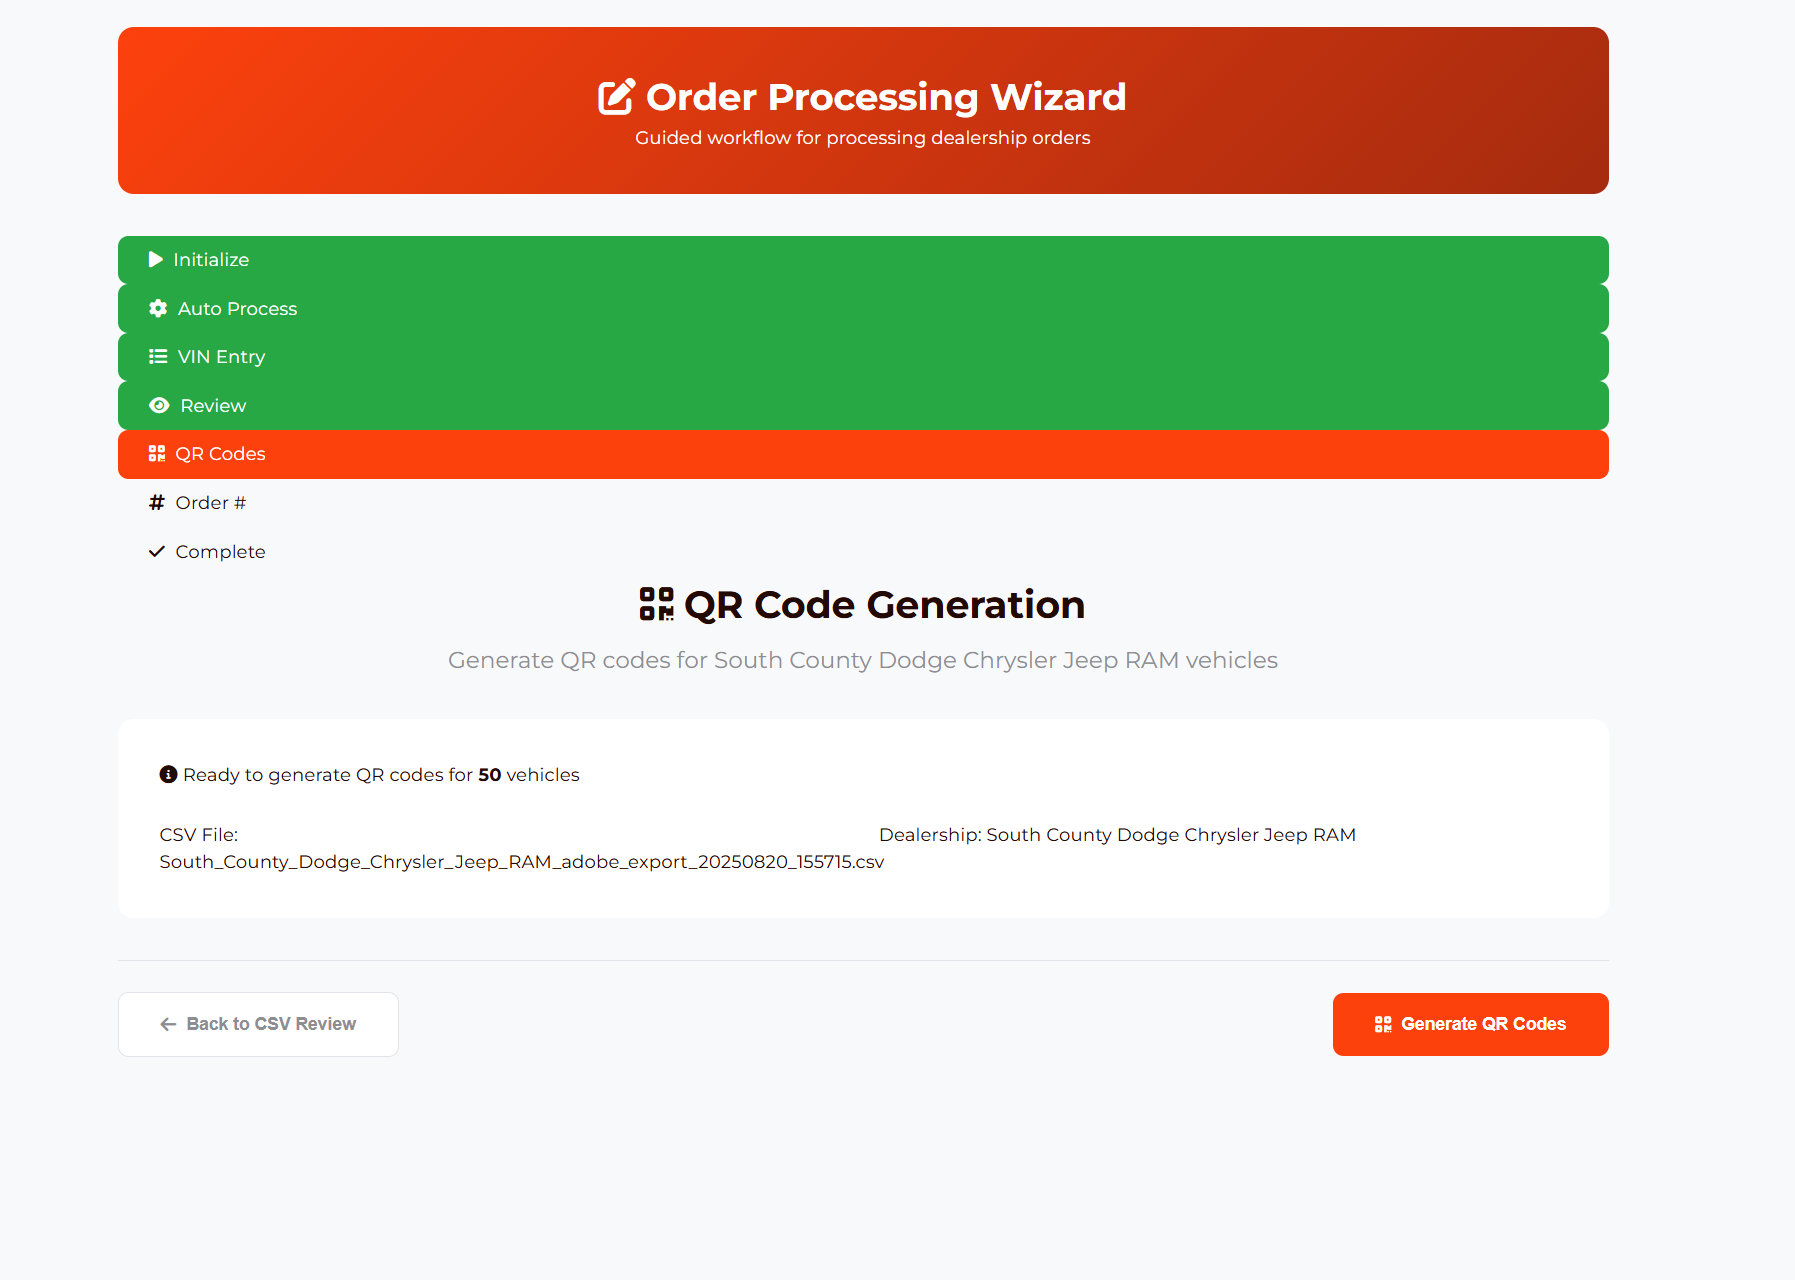 Order Processing Wizard
Guided workflow for processing dealership orders
Initialize
Auto Process
VIN Entry
Review
QR Codes
Order #
Complete
QR Code Generation
Generate QR codes for South County Dodge Chrysler Jeep RAM vehicles
Ready to generate QR codes for 50 vehicles
CSV File:
South_County_Dodge_Chrysler_Jeep_RAM_adobe_export_20250820_155715.csv
Dealership: South County Dodge Chrysler Jeep RAM
Back to CSV Review
Generate QR Codes